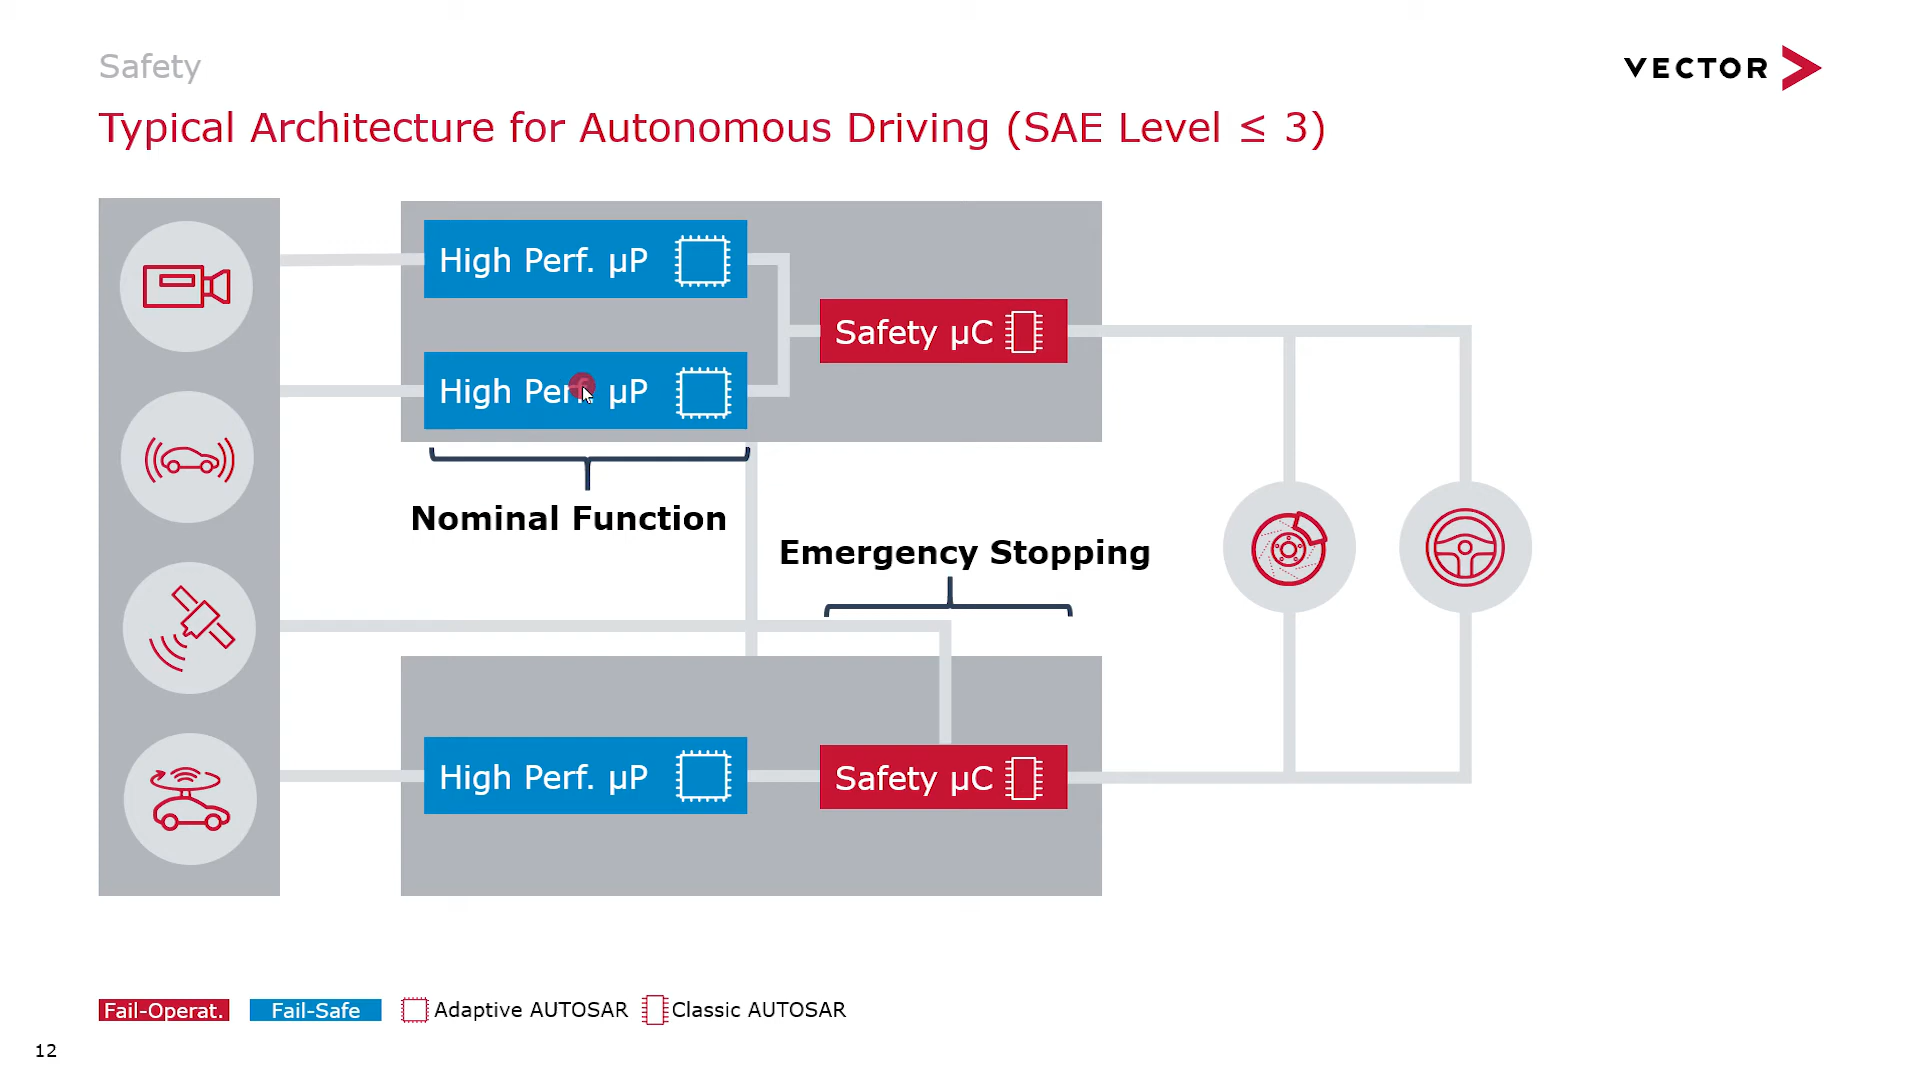 Safety
VECTOR
Typical Architecture for Autonomous Driving (SAE Level ≤ 3)
High Perf. µP
Safety µC
High Perf. µP
Nominal Function
Emergency Stopping
High Perf. µP
Safety µC
Fail-Operat.
Fail-Safe
Adaptive AUTOSAR
Classic AUTOSAR
12